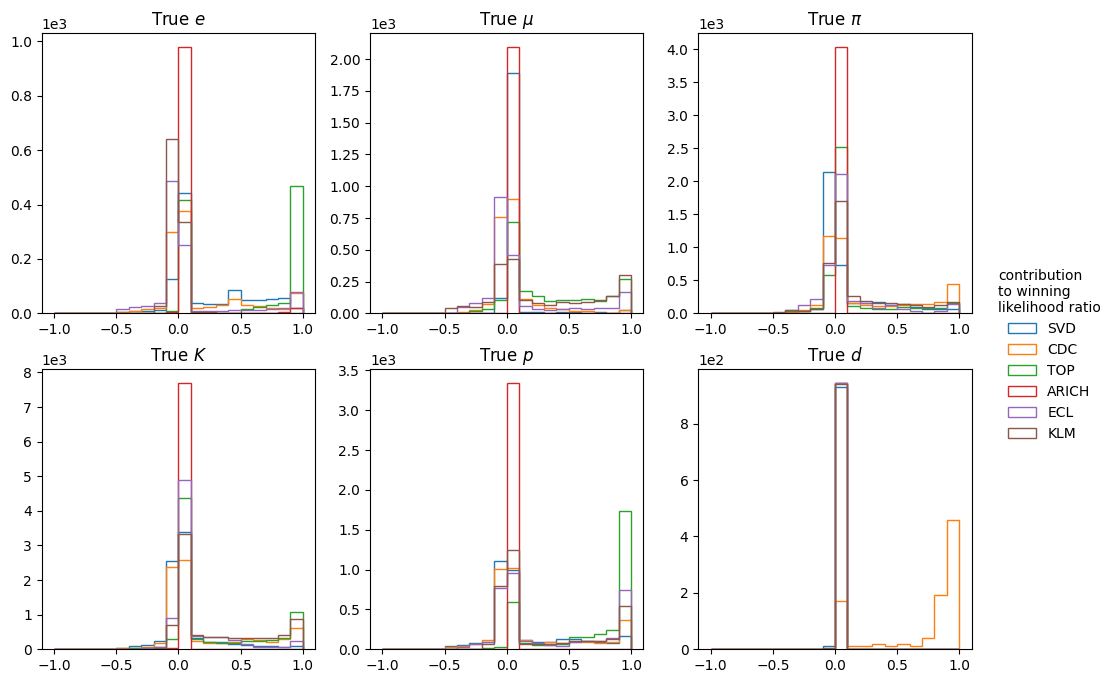 True e
1e3
1.0
0.8
0.6
0.4
0.2
0.0
−1.0 −0.5 0.0 0.5 1.0
True μ
1e3
2.00
1.75
1.50
1.25
1.00
0.75
0.50
0.25
0.00
−1.0 −0.5 0.0 0.5 1.0
True π
1e3
4.0
3.5
3.0
2.5
2.0
1.5
1.0
0.5
0.0
−1.0 −0.5 0.0 0.5 1.0
True K
1e3
8
7
6
5
4
3
2
1
0
−1.0 −0.5 0.0 0.5 1.0
True p
1e3
3.5
3.0
2.5
2.0
1.5
1.0
0.5
0.0
−1.0 −0.5 0.0 0.5 1.0
True d
1e2
8
6
4
2
0
−1.0 −0.5 0.0 0.5 1.0
contribution
to winning
likelihood ratio
SVD
CDC
TOP
ARICH
ECL
KLM